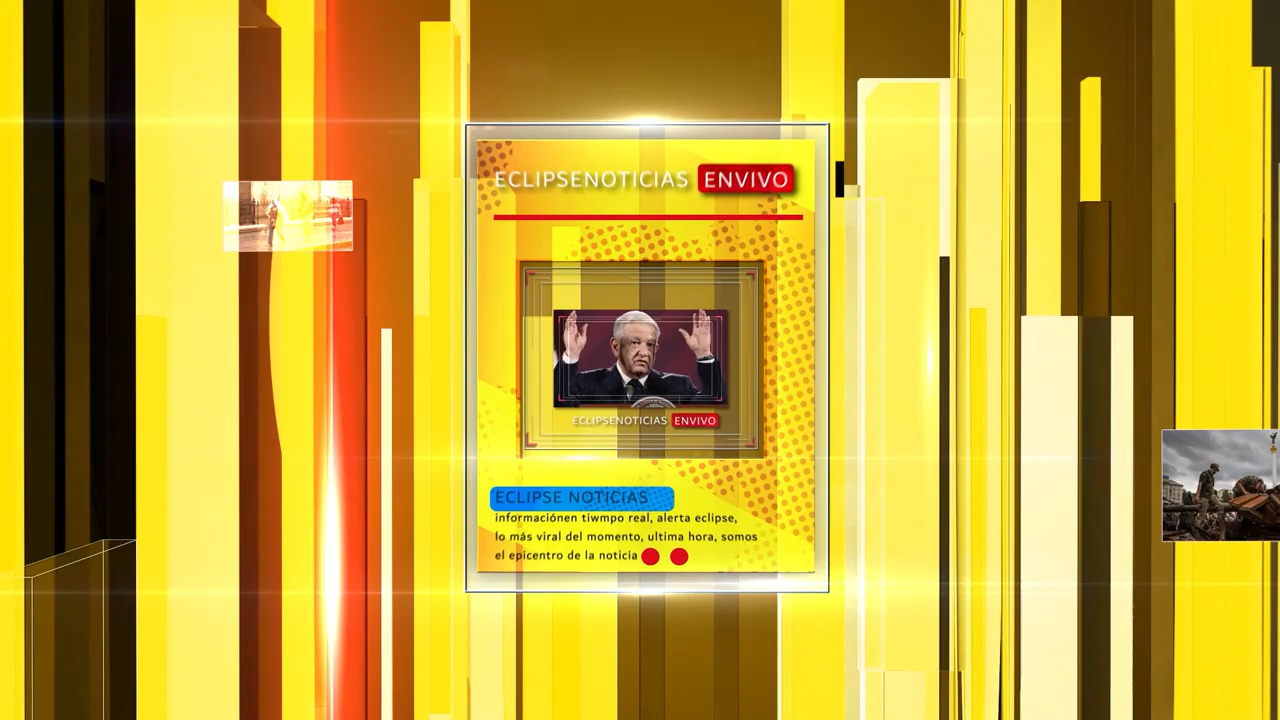 ECLIPSENOTICIAS ENVIVO
ECLIPSENOTICIAS ENVIVO
ECLIPSE NOTICIAS
informaciónen tiwmpo real, alerta eclipse,
lo más viral del momento, ultima hora, somos
el epicentro de la noticia